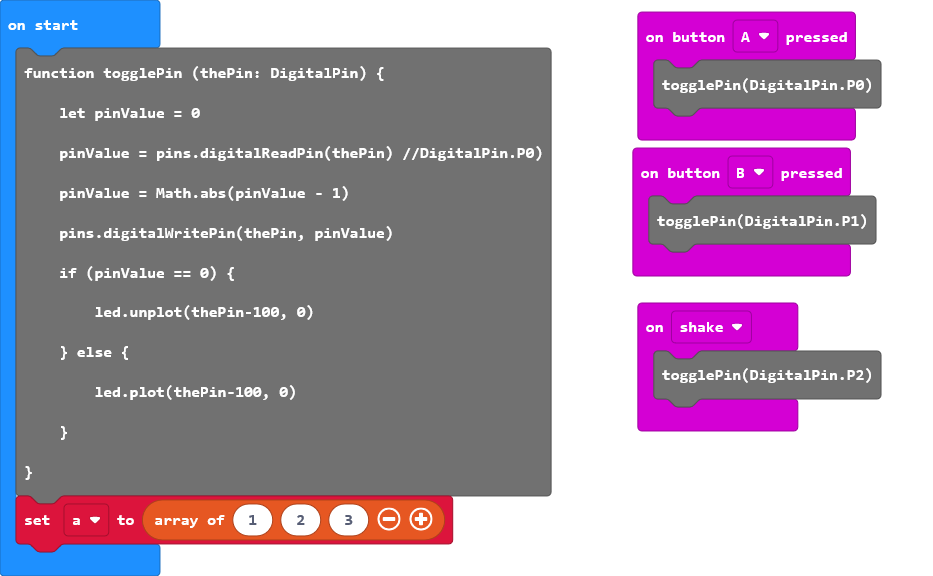 on start
function togglePin (thePin: DigitalPin) {
let pinValue = 0
pinValue = pins.digitalReadPin(thePin) //DigitalPin.P0)
pinValue = Math.abs(pinValue - 1)
pins.digitalWritePin(thePin, pinValue)
if (pinValue == 0) {
led.unplot(thePin-100, 0)
} else {
led.plot(thePin-100, 0)
}
}
set a to array of 1 2 3
on button A pressed
togglePin(DigitalPin.P0)
on button B pressed
togglePin(DigitalPin.P1)
on shake
togglePin(DigitalPin.P2)